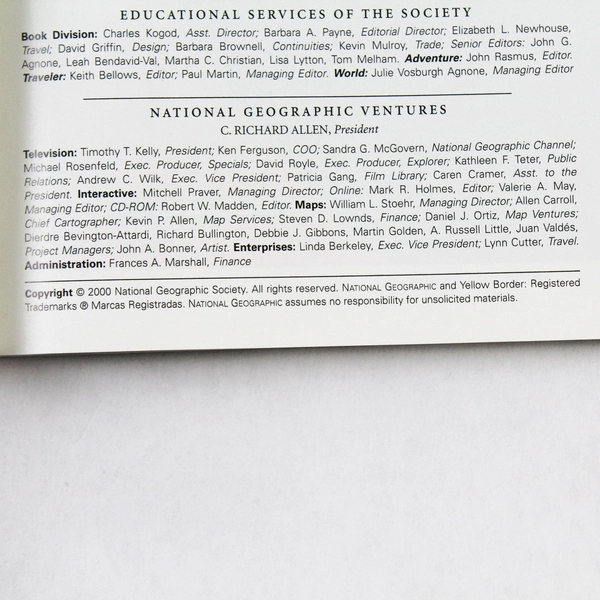 EDUCATIONAL SERVICES OF THE SOCIETY
Book Division: Charles Kogod, Asst. Director; Barbara A. Payne, Editorial Director; Elizabeth L. Newhouse,
Travel; David Griffin, Design; Barbara Brownell, Continuities; Kevin Mulroy, Trade; Senior Editors: John G.
Agnone, Leah Bendavid-Val, Martha C. Christian, Lisa Lytton, Tom Melham. Adventure: John Rasmus, Editor.
Traveler: Keith Bellows, Editor; Paul Martin, Managing Editor. World: Julie Vosburgh Agnone, Managing Editor
NATIONAL GEOGRAPHIC VENTURES
C. RICHARD ALLEN, President
Television: Timothy T. Kelly, President; Ken Ferguson, COO; Sandra G. McGovern, National Geographic Channel;
Michael Rosenfeld, Exec. Producer, Specials; David Royle, Exec. Producer, Explorer; Kathleen F. Teter, Public
Relations; Andrew C. Wilk, Exec. Vice President; Patricia Gang, Film Library; Caren Cramer, Asst. to the
President. Interactive: Mitchell Praver, Managing Director; Online: Mark R. Holmes, Editor; Valerie A. May,
Managing Editor; CD-ROM: Robert W. Madden, Editor. Maps: William L. Stoehr, Managing Director; Allen Carroll,
Chief Cartographer; Kevin P. Allen, Map Services; Steven D. Lownds, Finance; Daniel J. Ortiz, Map Ventures;
Dierdre Bevington-Attardi, Richard Bullington, Debbie J. Gibbons, Martin Golden, A. Russell Little, Juan Valdés,
Project Managers; John A. Bonner, Artist. Enterprises: Linda Berkeley, Exec. Vice President; Lynn Cutter, Travel.
Administration: Frances A. Marshall, Finance
Copyright © 2000 National Geographic Society. All rights reserved. NATIONAL GEOGRAPHIC and Yellow Border: Registered
Trademarks ® Marcas Registradas. NATIONAL GEOGRAPHIC assumes no responsibility for unsolicited materials.